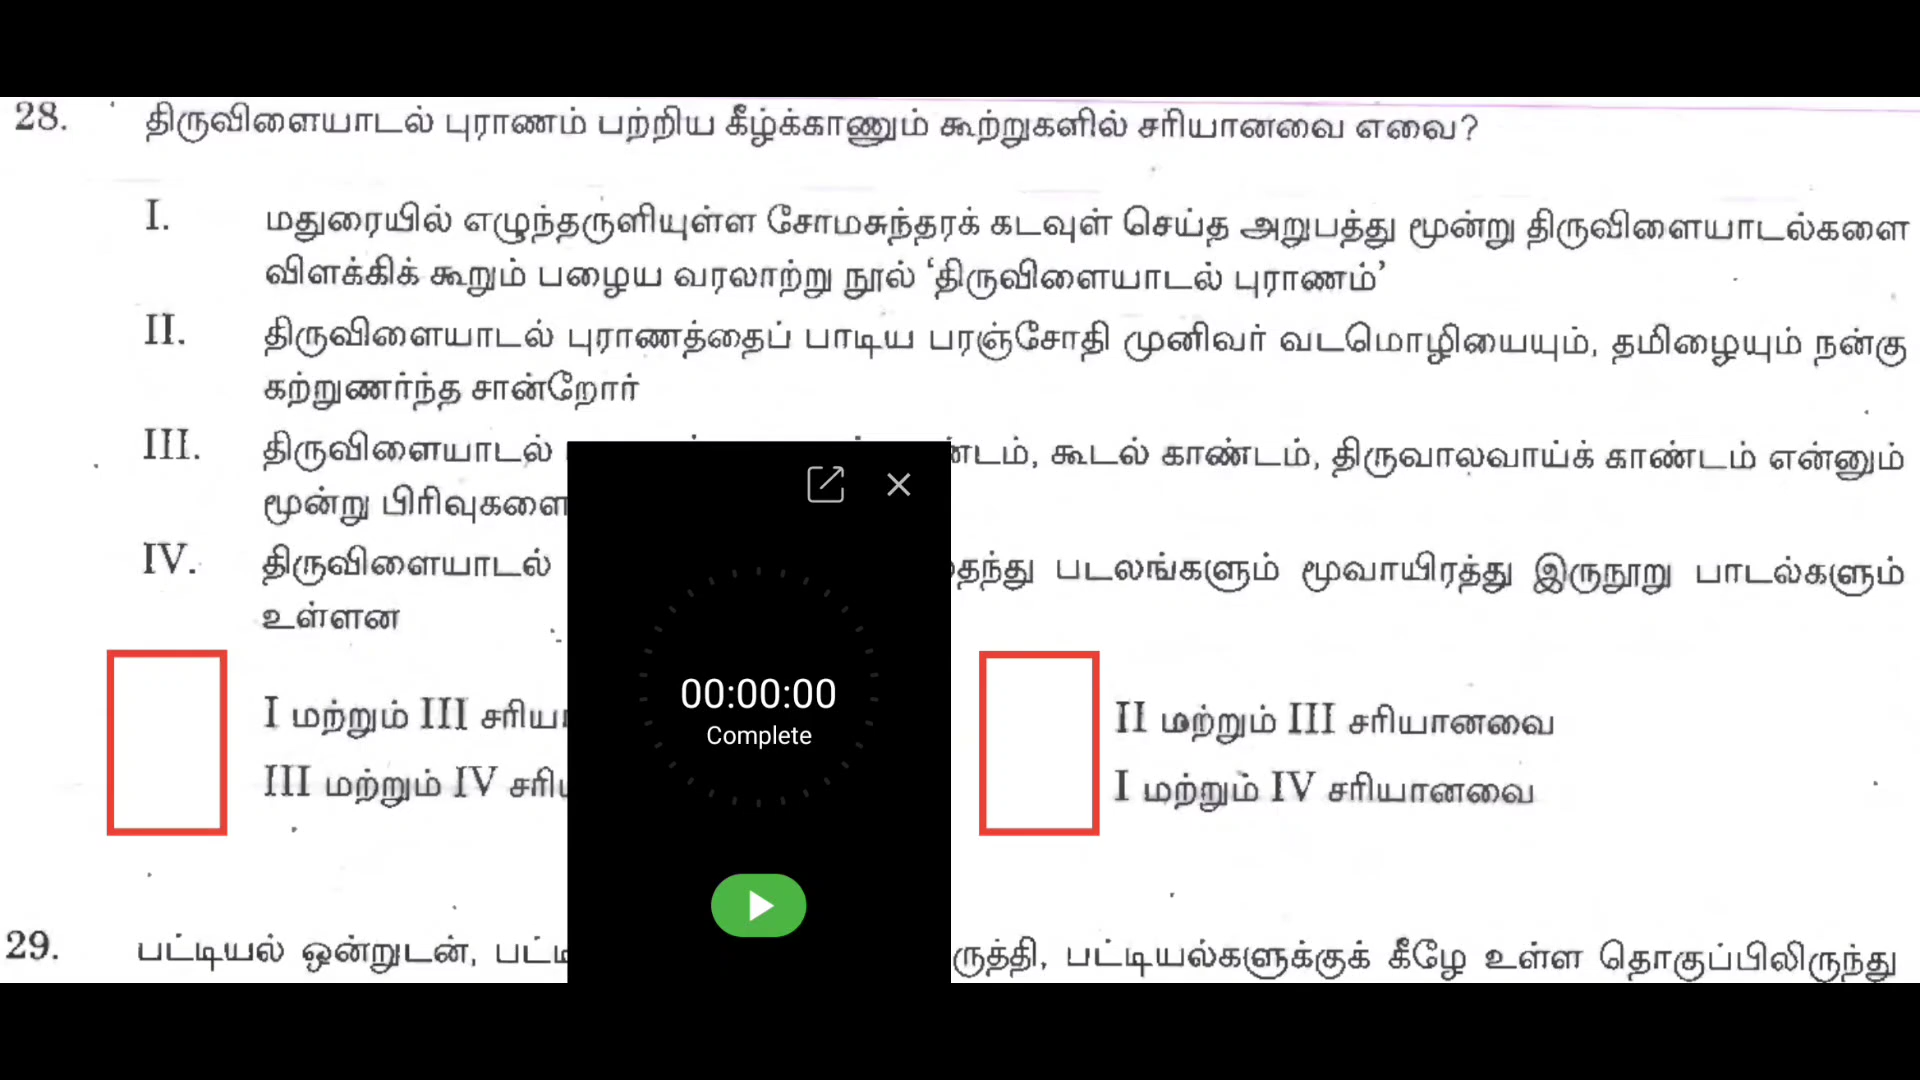 28. திருவிளையாடல் புராணம் பற்றிய கீழ்க்காணும் கூற்றுகளில் சரியானவை எவை?
I. மதுரையில் எழுந்தருளியுள்ள சோமசுந்தரக் கடவுள் செய்த அறுபத்து மூன்று திருவிளையாடல்களை
விளக்கிக் கூறும் பழைய வரலாற்று நூல் ‘திருவிளையாடல் புராணம்’
II. திருவிளையாடல் புராணத்தைப் பாடிய பரஞ்சோதி முனிவர் வடமொழியையும், தமிழையும் நன்கு
கற்றுணர்ந்த சான்றோர்
III. திருவிளையாடல் கூடல் காண்டம், திருவாலவாய்க் காண்டம் என்னும்
மூன்று பிரிவுகளை
IV. திருவிளையாடல் படலங்களும் மூவாயிரத்து இருநூறு பாடல்களும்
உள்ளன
00:00:00
Complete
I மற்றும் III
II மற்றும் III சரியானவை
III மற்றும் IV
I மற்றும் IV சரியானவை
29. பட்டியல் ஒன்றுடன், பட்டியல்களுக்குக் கீழே உள்ள தொகுப்பிலிருந்து